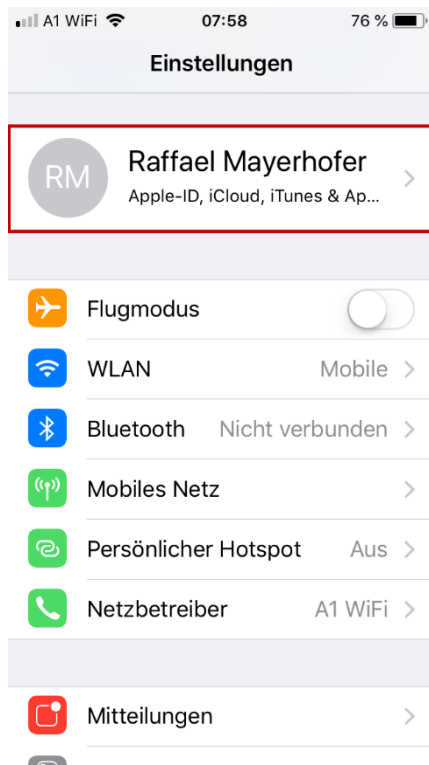 A1 WiFi 07:58 76 %
Einstellungen
RM
Raffael Mayerhofer
Apple-ID, iCloud, iTunes & Ap...
Flugmodus
WLAN Mobile
Bluetooth Nicht verbunden
Mobiles Netz
Persönlicher Hotspot Aus
Netzbetreiber A1 WiFi
Mitteilungen